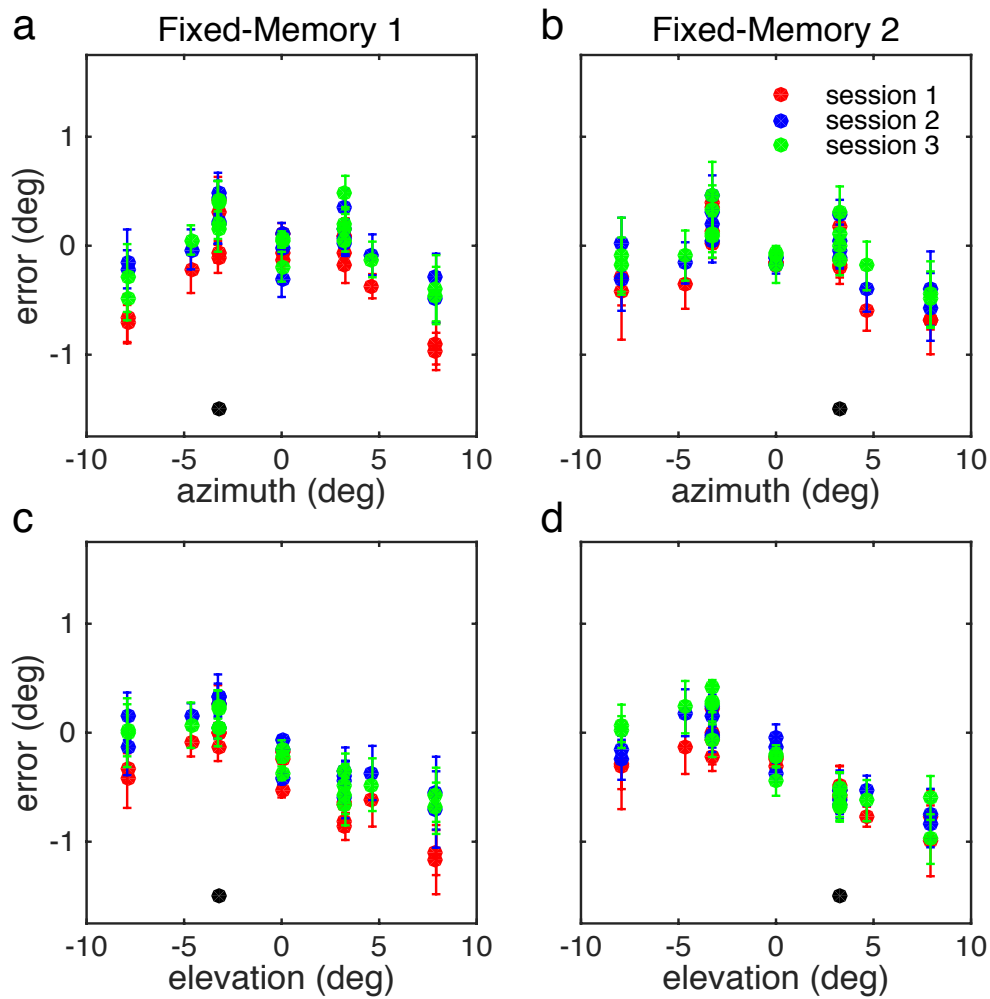 a
Fixed-Memory 1
b
Fixed-Memory 2
session 1
session 2
session 3
1
0
-1
error (deg)
-10 -5 0 5 10
azimuth (deg)
-10 -5 0 5 10
azimuth (deg)
c
d
1
0
-1
error (deg)
-10 -5 0 5 10
elevation (deg)
-10 -5 0 5 10
elevation (deg)